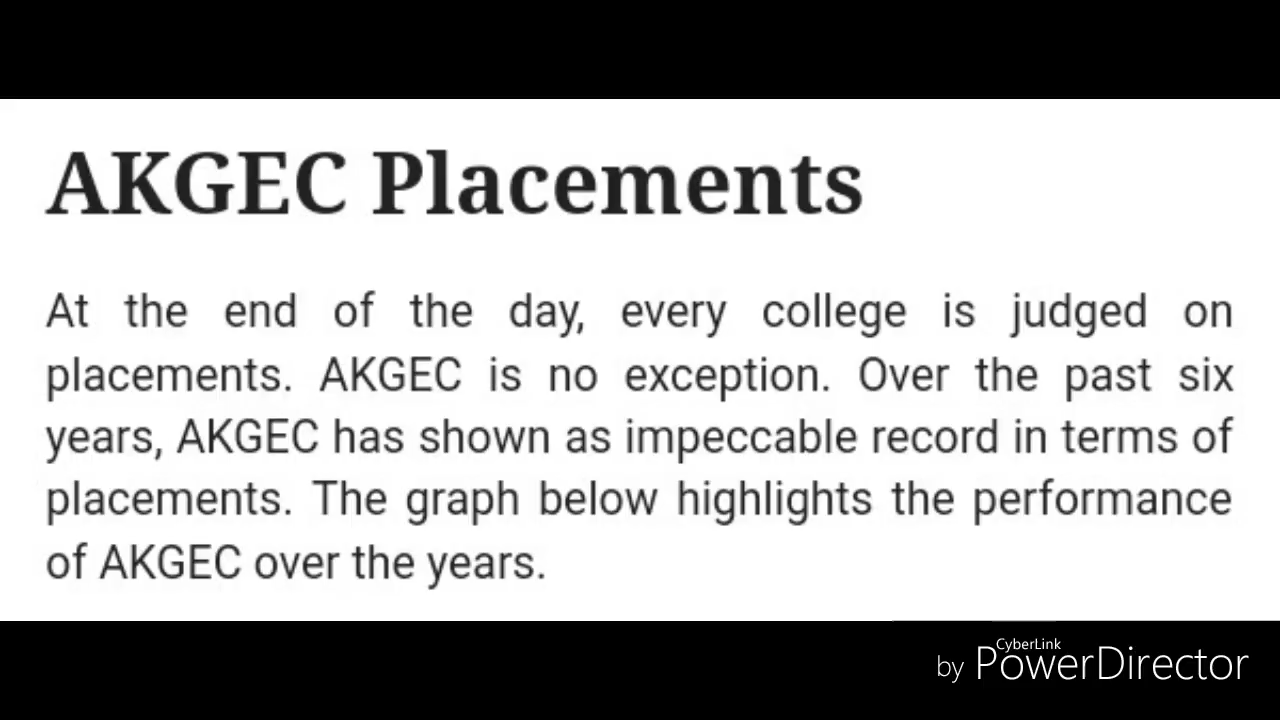 AKGEC Placements
At the end of the day, every college is judged on
placements. AKGEC is no exception. Over the past six
years, AKGEC has shown as impeccable record in terms of
placements. The graph below highlights the performance
of AKGEC over the years.
CyberLink
by PowerDirector